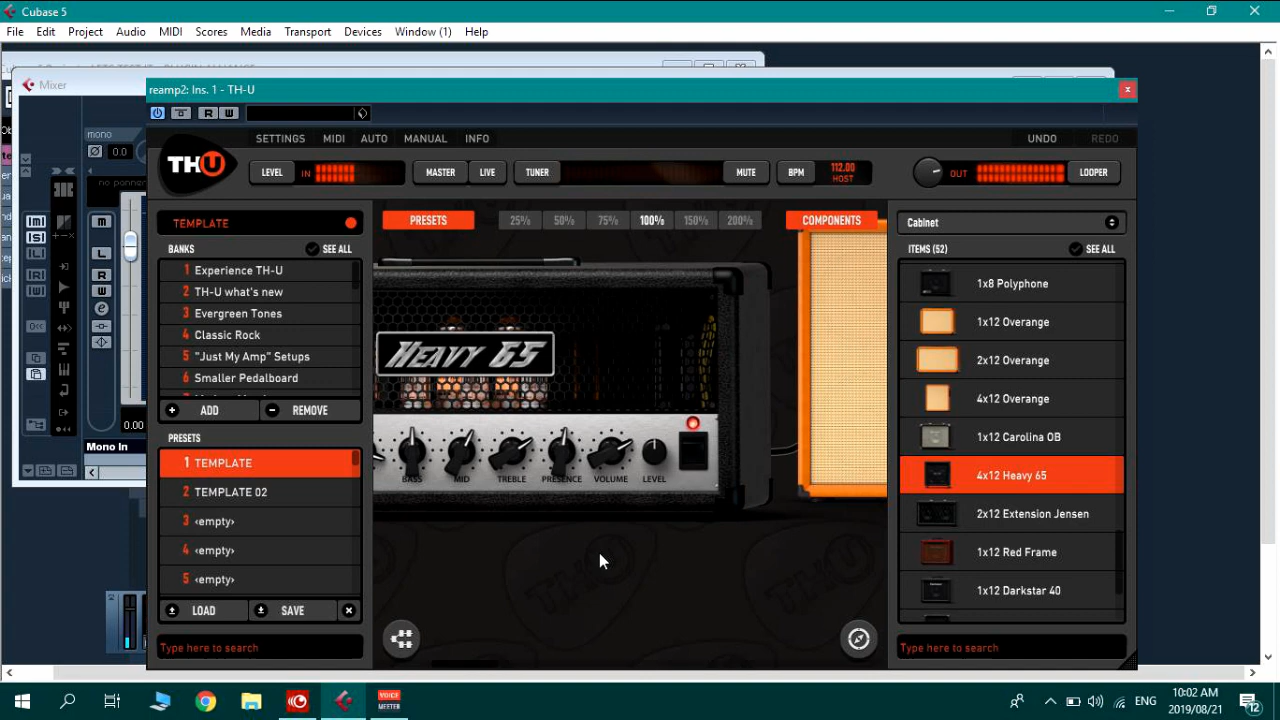 Cubase 5
File Edit Project Audio MIDI Scores Media Transport Devices Window (1) Help
Mixer
reamp2: Ins. 1 - TH-U
R W
mono
0.0
SETTINGS MIDI AUTO MANUAL INFO UNDO REDO
THU
LEVEL IN MASTER LIVE TUNER MUTE BPM 112.00 HOST OUT LOOPER
TEMPLATE
PRESETS 25% 50% 75% 100% 150% 200% COMPONENTS
Cabinet
BANKS SEE ALL
ITEMS (52) SEE ALL
1 Experience TH-U
2 TH-U what's new
3 Evergreen Tones
4 Classic Rock
5 "Just My Amp" Setups
6 Smaller Pedalboard
ADD REMOVE
PRESETS
1 TEMPLATE
2 TEMPLATE 02
3 <empty>
4 <empty>
5 <empty>
LOAD SAVE
Type here to search
HEAVY 65
BASS MID TREBLE PRESENCE VOLUME LEVEL
1x8 Polyphone
1x12 Overange
2x12 Overange
4x12 Overange
1x12 Carolina OB
4x12 Heavy 65
2x12 Extension Jensen
1x12 Red Frame
1x12 Darkstar 40
Type here to search
0.00
Mono In
VOICE MEETER
ENG
10:02 AM
2019/08/21
12